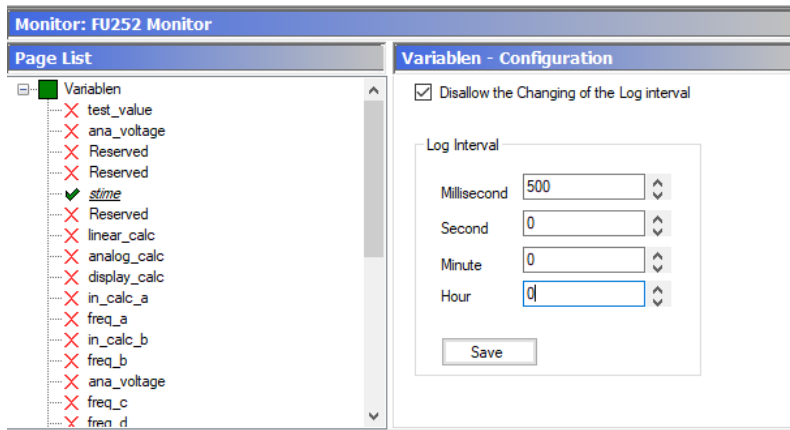 Monitor: FU252 Monitor
Page List
Variablen
test_value
ana_voltage
Reserved
Reserved
stime
Reserved
linear_calc
analog_calc
display_calc
in_calc_a
freq_a
in_calc_b
freq_b
ana_voltage
freq_c
freq_d
Variablen - Configuration
Disallow the Changing of the Log interval
Log Interval
Millisecond 500
Second 0
Minute 0
Hour 0
Save